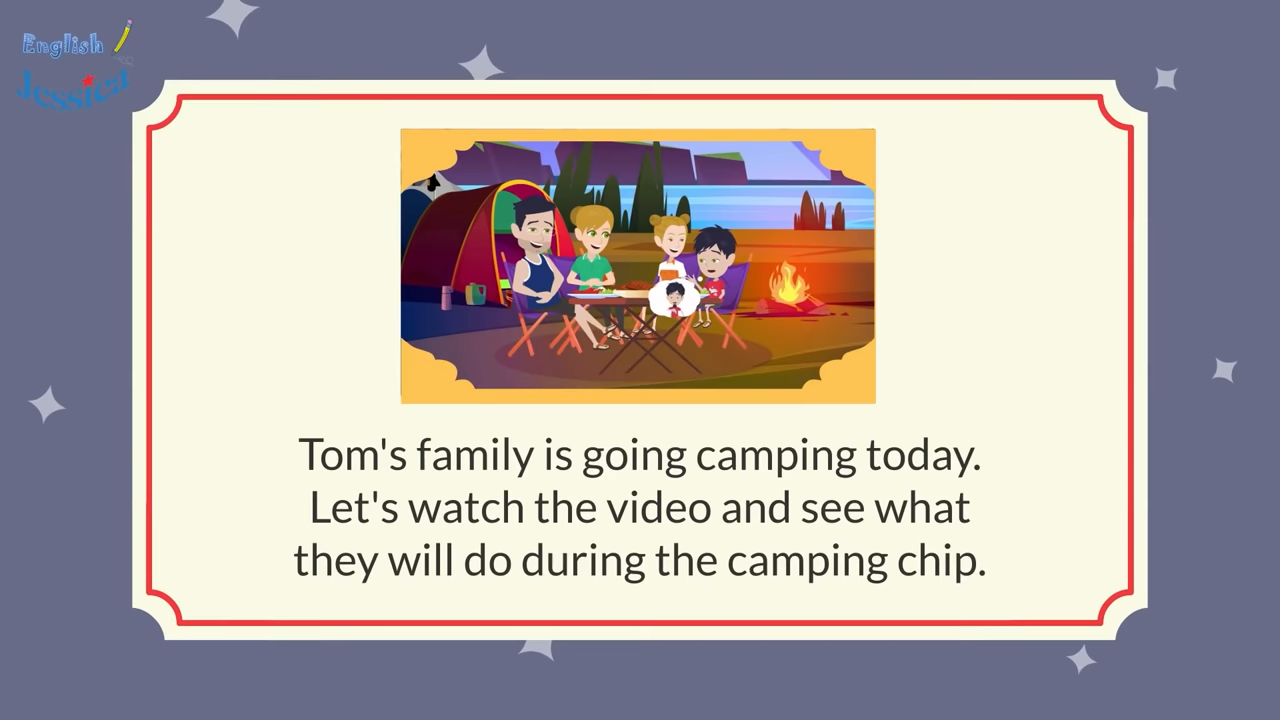 English
Jessica
Tom's family is going camping today.
Let's watch the video and see what
they will do during the camping chip.